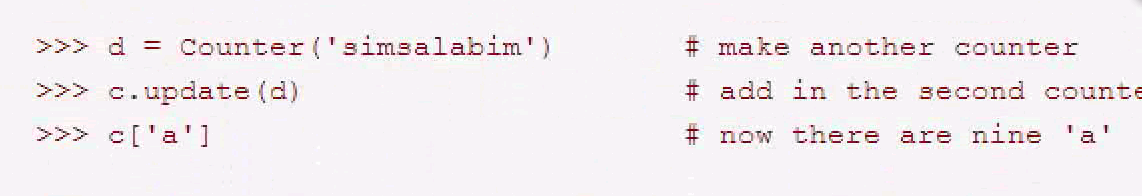 >>> d = Counter('simsalabim') # make another counter
>>> c.update(d) # add in the second counte
>>> c['a'] # now there are nine 'a'